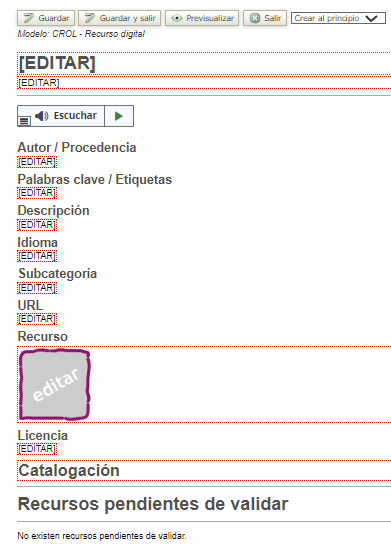 Guardar Guardar y salir Previsualizar Salir Crear al principio
Modelo: CROL - Recurso digital
[EDITAR]
[EDITAR]
Escuchar
Autor / Procedencia
[EDITAR]
Palabras clave / Etiquetas
[EDITAR]
Descripción
[EDITAR]
Idioma
[EDITAR]
Subcategoría
[EDITAR]
URL
[EDITAR]
Recurso
editar
Licencia
[EDITAR]
Catalogación
Recursos pendientes de validar
No existen recursos pendientes de validar.